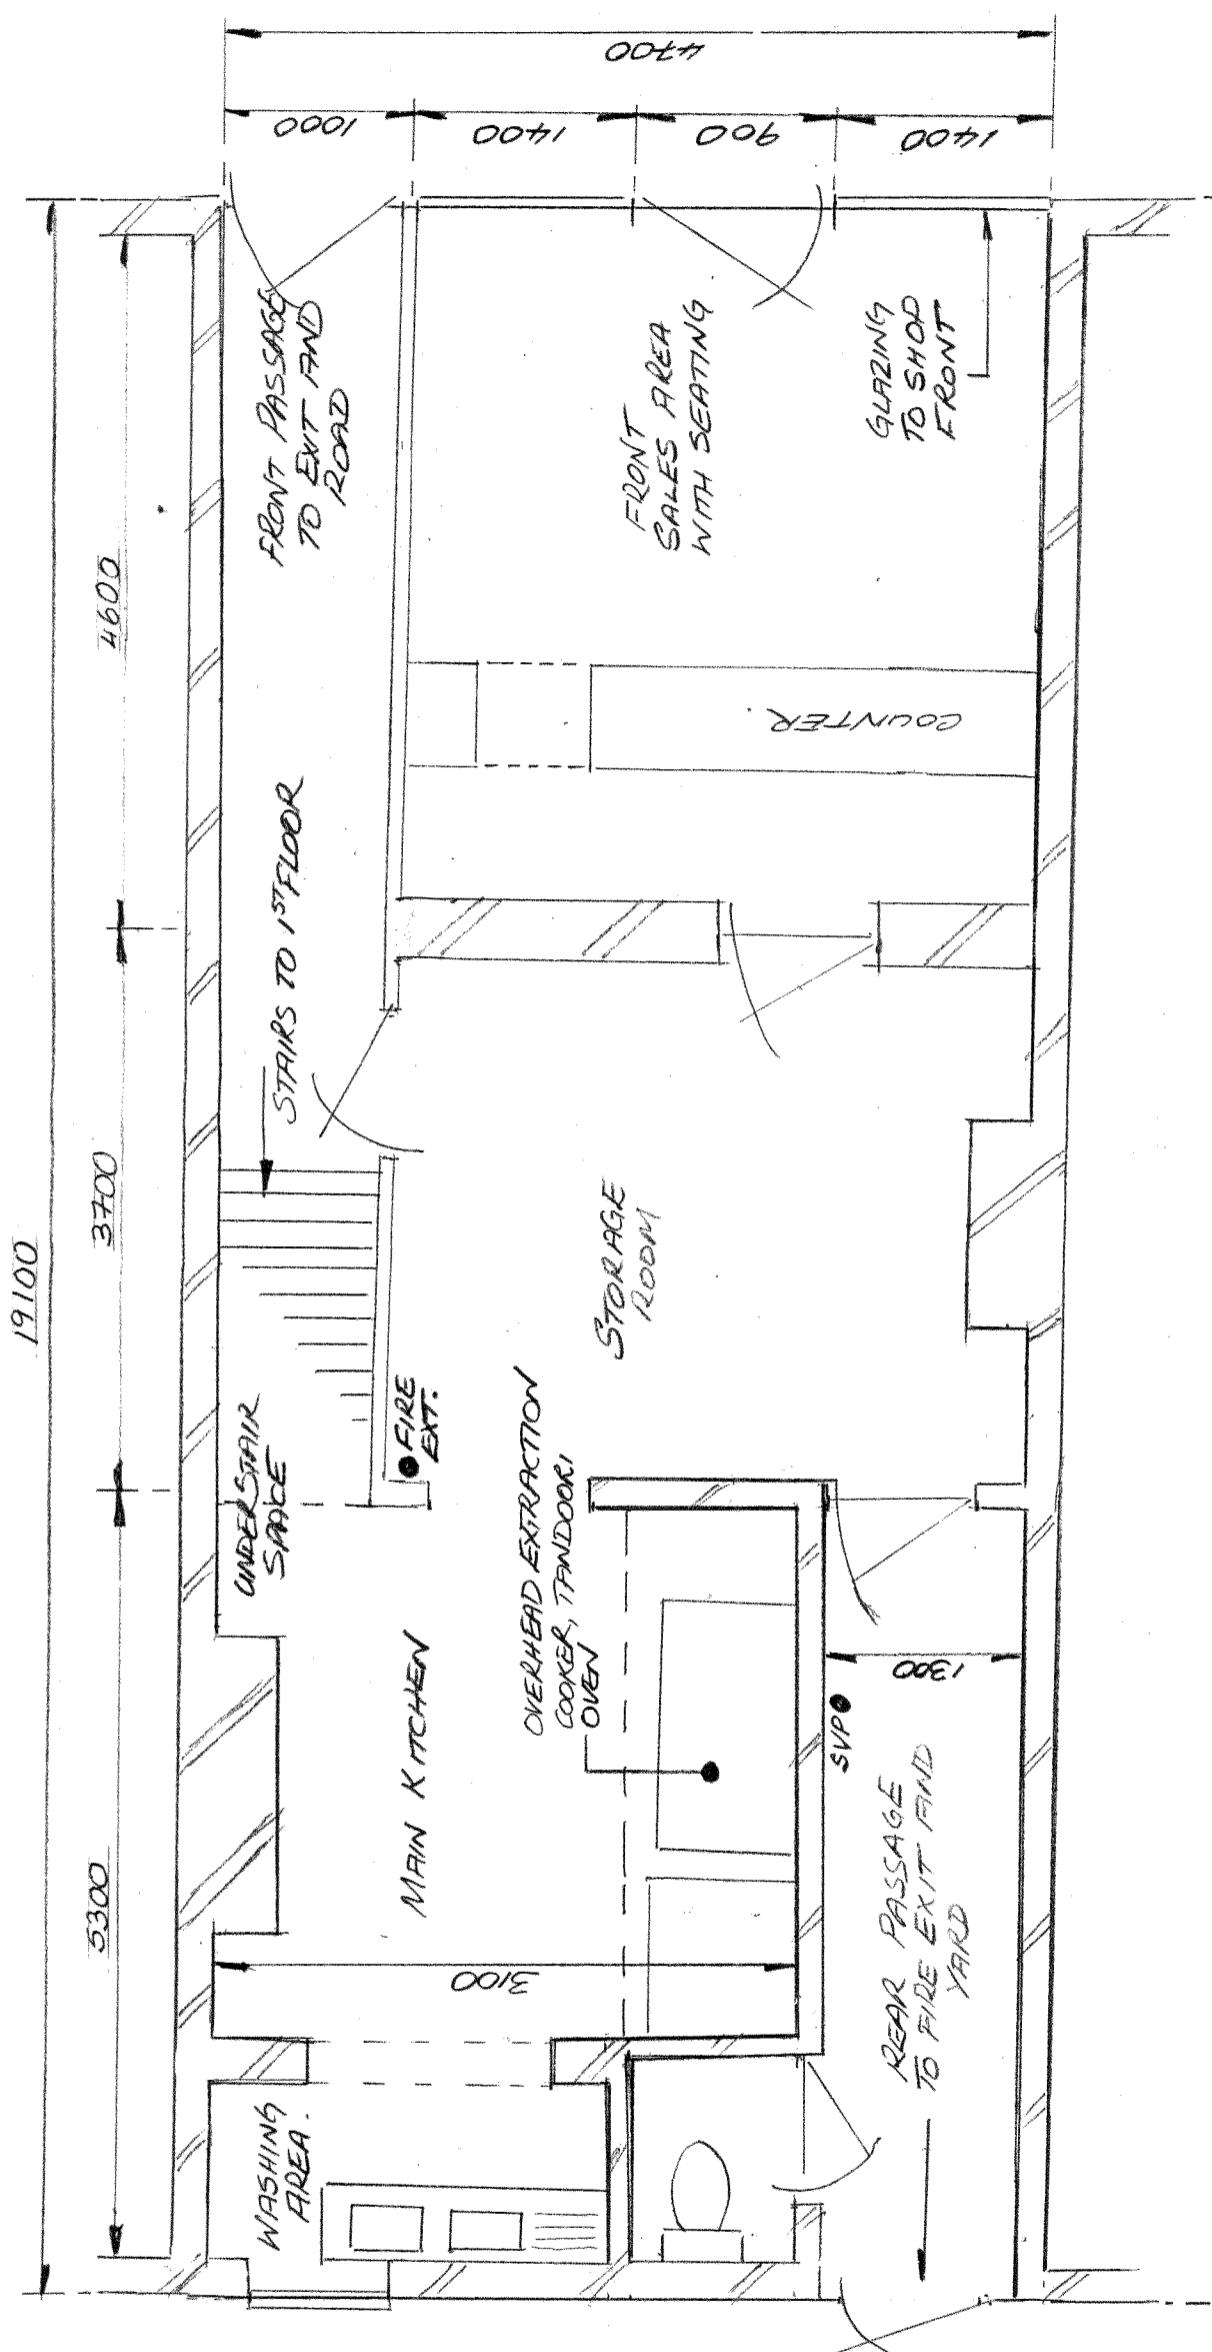 4700
1000
1400
900
1400
FRONT PASSAGE
TO EXIT AND
ROAD
FRONT
SALES AREA
WITH SEATING
GLAZING
TO SHOP
FRONT
4600
COUNTER.
STAIRS TO 1ST FLOOR
3700
19100
STORAGE
ROOM
FIRE
EXT.
UNDERSTAIR
SPACE
OVERHEAD EXTRACTION
COOKER, TANDOORI
OVEN
MAIN KITCHEN
1300
SVP
5300
3100
REAR PASSAGE
TO FIRE EXIT AND
YARD
WASHING
AREA.